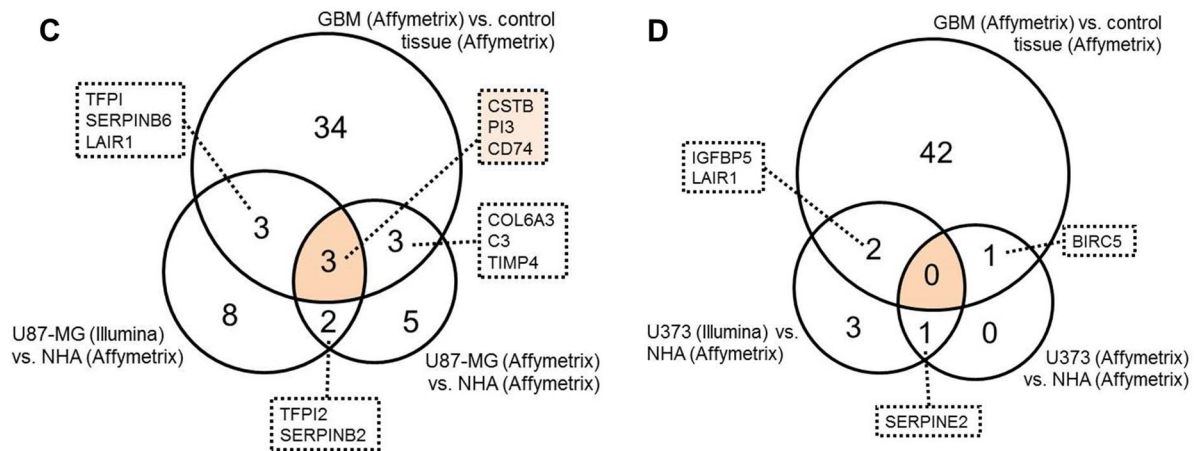 C
GBM (Affymetrix) vs. control
tissue (Affymetrix)
TFPI
SERPINB6
LAIR1
34
CSTB
PI3
CD74
3
3
3
COL6A3
C3
TIMP4
8
2
5
U87-MG (Illumina)
vs. NHA (Affymetrix)
U87-MG (Affymetrix)
vs. NHA (Affymetrix)
TFPI2
SERPINB2
D
GBM (Affymetrix) vs. control
tissue (Affymetrix)
42
IGFBP5
LAIR1
2
0
1
BIRC5
3
1
0
U373 (Illumina) vs.
NHA (Affymetrix)
U373 (Affymetrix)
vs. NHA (Affymetrix)
SERPINE2